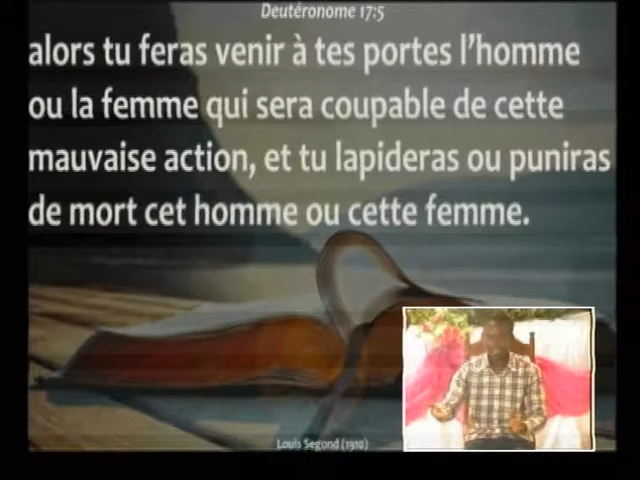 Deutéronome 17:5
alors tu feras venir à tes portes l'homme
ou la femme qui sera coupable de cette
mauvaise action, et tu lapideras ou puniras
de mort cet homme ou cette femme.
Louis Segond (1910)